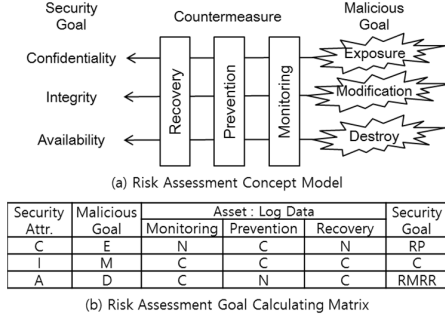 Security Goal
Countermeasure
Malicious Goal
Confidentiality
Integrity
Availability
Recovery
Prevention
Monitoring
Exposure
Modification
Destroy
(a) Risk Assessment Concept Model
Security Attr. Malicious Goal Asset : Log Data Security Goal
Monitoring Prevention Recovery
C E N C N RP
I M C C C C
A D C N C RMRR
(b) Risk Assessment Goal Calculating Matrix